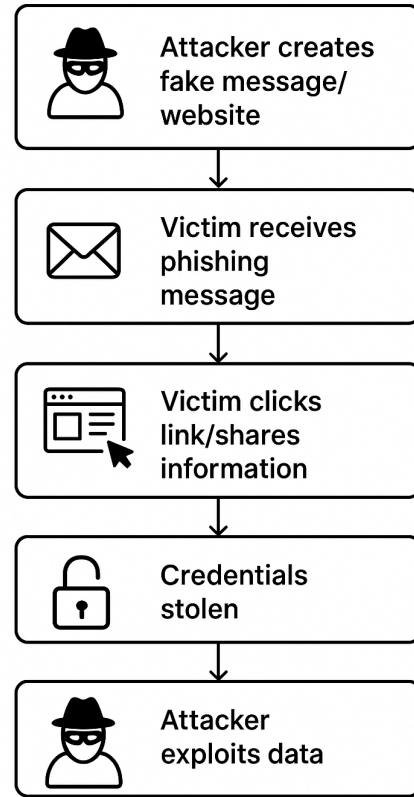 Attacker creates
fake message/
website
Victim receives
phishing
message
Victim clicks
link/shares
information
Credentials
stolen
Attacker
exploits data